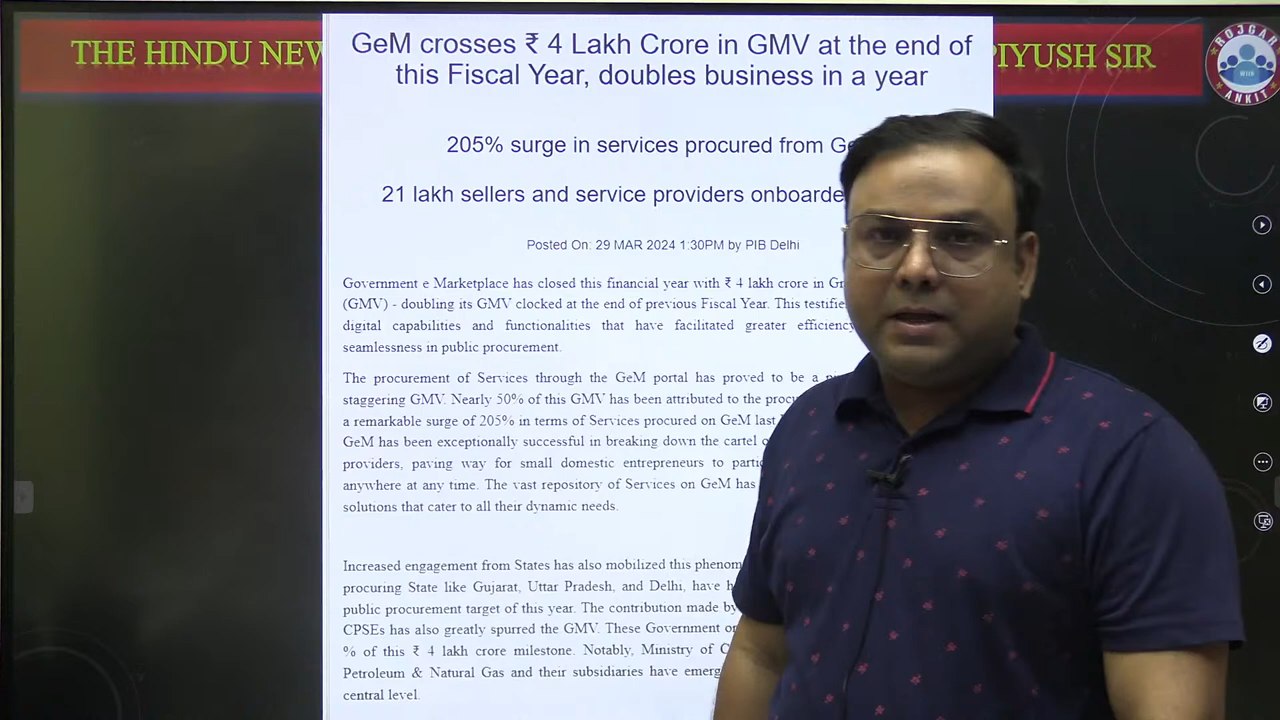 THE HINDU NEW
PIYUSH SIR
ROJGAR
WITH
ANKIT
GeM crosses ₹ 4 Lakh Crore in GMV at the end of
this Fiscal Year, doubles business in a year
205% surge in services procured from
21 lakh sellers and service providers
Posted On: 29 MAR 2024 1:30PM by PIB Delhi
Government e Marketplace has closed this financial year with ₹ 4 lakh crore in
(GMV) - doubling its GMV clocked at the end of previous Fiscal Year. This
digital capabilities and functionalities that have facilitated greater efficiency
seamlessness in public procurement.
The procurement of Services through the GeM portal has proved to be a
staggering GMV. Nearly 50% of this GMV has been attributed to the
a remarkable surge of 205% in terms of Services procured on GeM last
GeM has been exceptionally successful in breaking down the cartel
providers, paving way for small domestic entrepreneurs to
anywhere at any time. The vast repository of Services on GeM has
solutions that cater to all their dynamic needs.
Increased engagement from States has also mobilized this
procuring State like Gujarat, Uttar Pradesh, and Delhi, have
public procurement target of this year. The contribution made by
CPSEs has also greatly spurred the GMV. These Government
% of this ₹ 4 lakh crore milestone. Notably, Ministry of
Petroleum & Natural Gas and their subsidiaries have
central level.